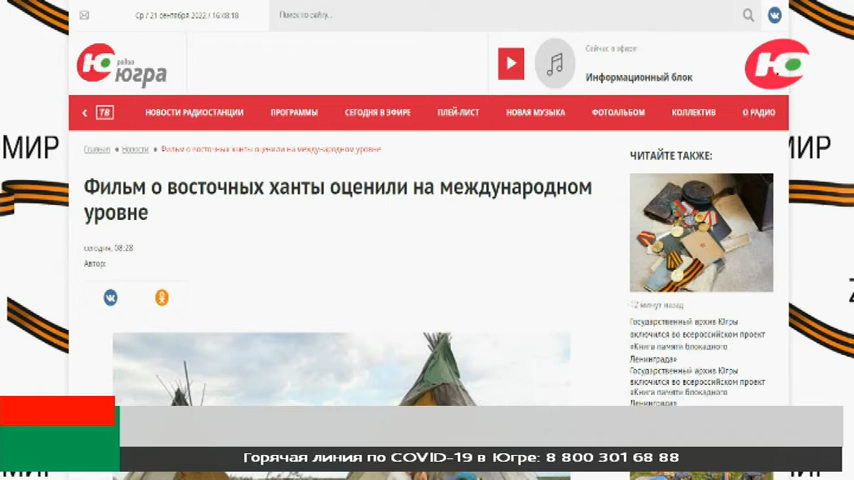 Ср / 21 сентября 2022 / 16:48:18
Поиск по сайту...
Ю радио ЮГРА
Сейчас в эфире
Информационный блок
Ю
ТВ
НОВОСТИ РАДИОСТАНЦИИ
ПРОГРАММЫ
СЕГОДНЯ В ЭФИРЕ
ПЛЕЙ-ЛИСТ
НОВАЯ МУЗЫКА
ФОТОАЛЬБОМ
КОЛЛЕКТИВ
О РАДИО
МИР
МИР
Главная • Новости • Фильм о восточных ханты оценили на международном уровне
Фильм о восточных ханты оценили на международном
уровне
сегодня, 08:28
Автор:
ЧИТАЙТЕ ТАКЖЕ:
12 минут назад
Государственный архив Югры
включился во всероссийский проект
«Книга памяти блокадного
Ленинграда»
Государственный архив Югры
включился во всероссийский проект
«Книга памяти блокадного
Ленинграда»
Z
Горячая линия по COVID-19 в Югре: 8 800 301 68 88